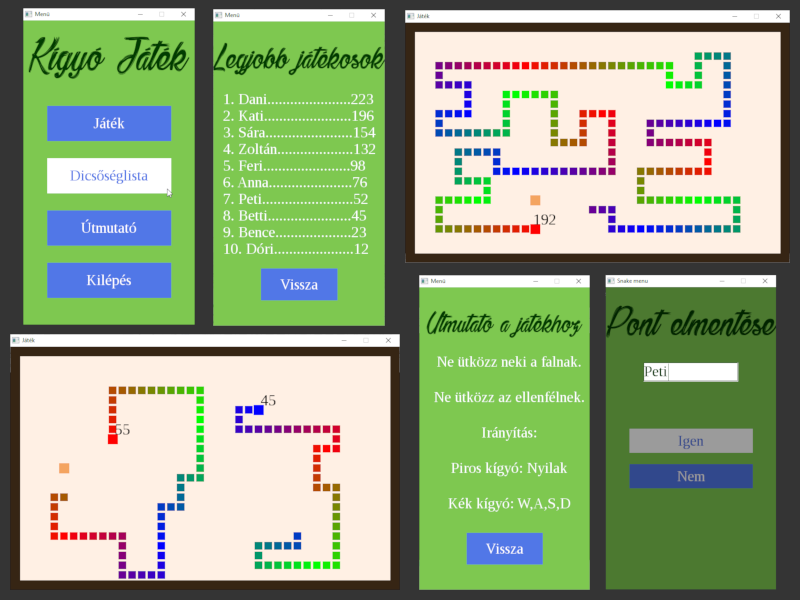 Menü
Kígyó Játék
Játék
Dicsőséglista
Útmutató
Kilépés
Menü
Legjobb játékosok
1. Dani......................223
2. Kati.......................196
3. Sára......................154
4. Zoltán..................132
5. Feri.......................98
6. Anna.....................76
7. Peti.......................52
8. Betti......................45
9. Bence....................23
10. Dóri.....................12
Vissza
Játék
192
Játék
45
55
Menü
Útmutató a játékhoz
Ne ütközz neki a falnak.
Ne ütközz az ellenfélnek.
Irányítás:
Piros kígyó: Nyilak
Kék kígyó: W,A,S,D
Vissza
Snake menu
Pont elmentése
Peti
Igen
Nem